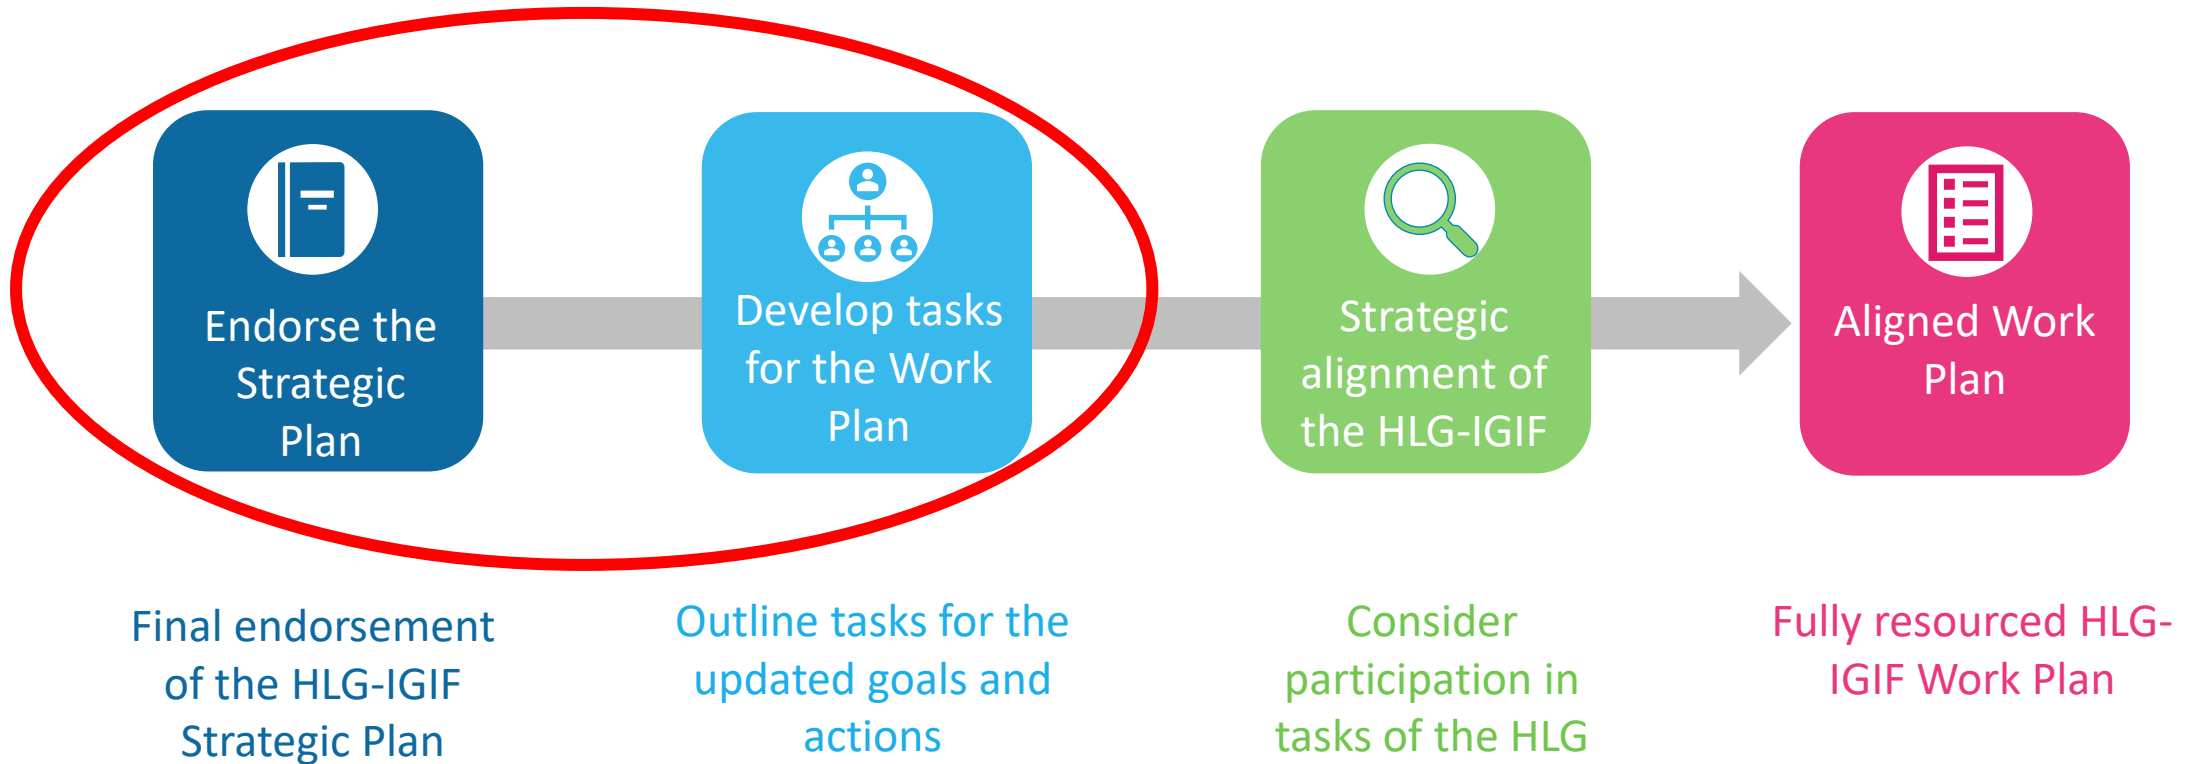 Endorse the
Strategic
Plan
Develop tasks
for the Work
Plan
Strategic
alignment of
the HLG-IGIF
Aligned Work
Plan
Final endorsement
of the HLG-IGIF
Strategic Plan
Outline tasks for the
updated goals and
actions
Consider
participation in
tasks of the HLG
Fully resourced HLG-
IGIF Work Plan